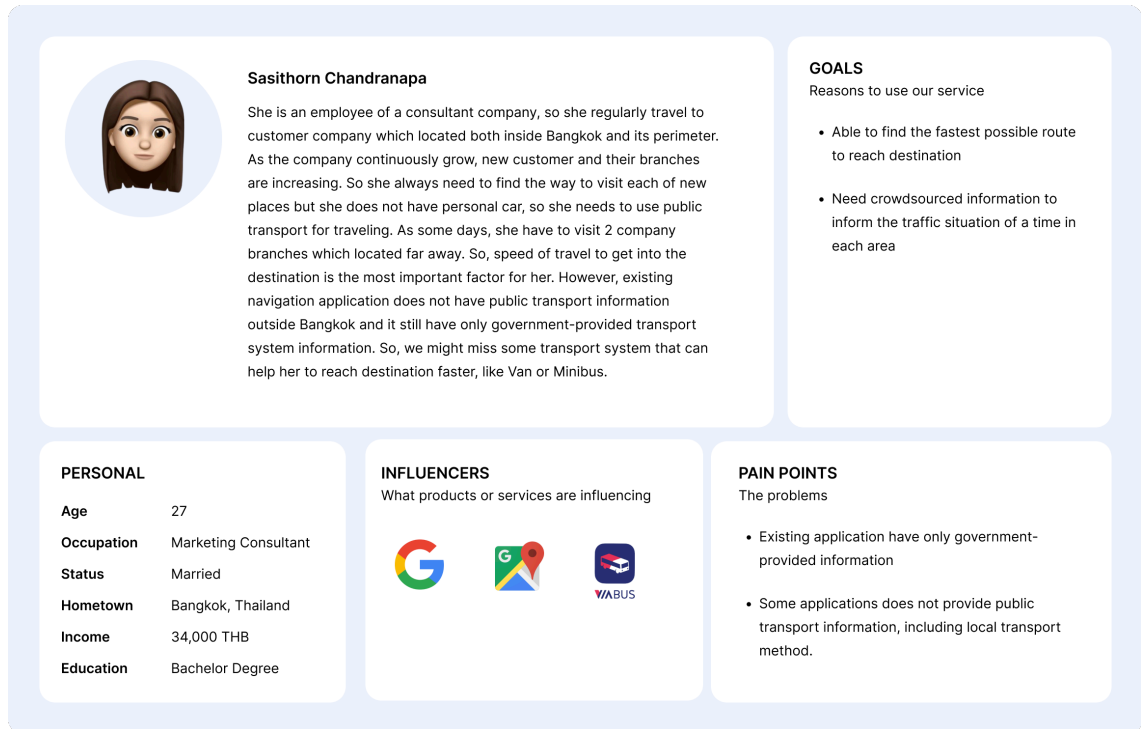 Sasithorn Chandranapa
She is an employee of a consultant company, so she regularly travel to
customer company which located both inside Bangkok and its perimeter.
As the company continuously grow, new customer and their branches
are increasing. So she always need to find the way to visit each of new
places but she does not have personal car, so she needs to use public
transport for traveling. As some days, she have to visit 2 company
branches which located far away. So, speed of travel to get into the
destination is the most important factor for her. However, existing
navigation application does not have public transport information
outside Bangkok and it still have only government-provided transport
system information. So, we might miss some transport system that can
help her to reach destination faster, like Van or Minibus.
GOALS
Reasons to use our service
• Able to find the fastest possible route
to reach destination
• Need crowdsourced information to
inform the traffic situation of a time in
each area
PERSONAL
Age 27
Occupation Marketing Consultant
Status Married
Hometown Bangkok, Thailand
Income 34,000 THB
Education Bachelor Degree
INFLUENCERS
What products or services are influencing
G
G
VIABUS
PAIN POINTS
The problems
• Existing application have only government-
provided information
• Some applications does not provide public
transport information, including local transport
method.